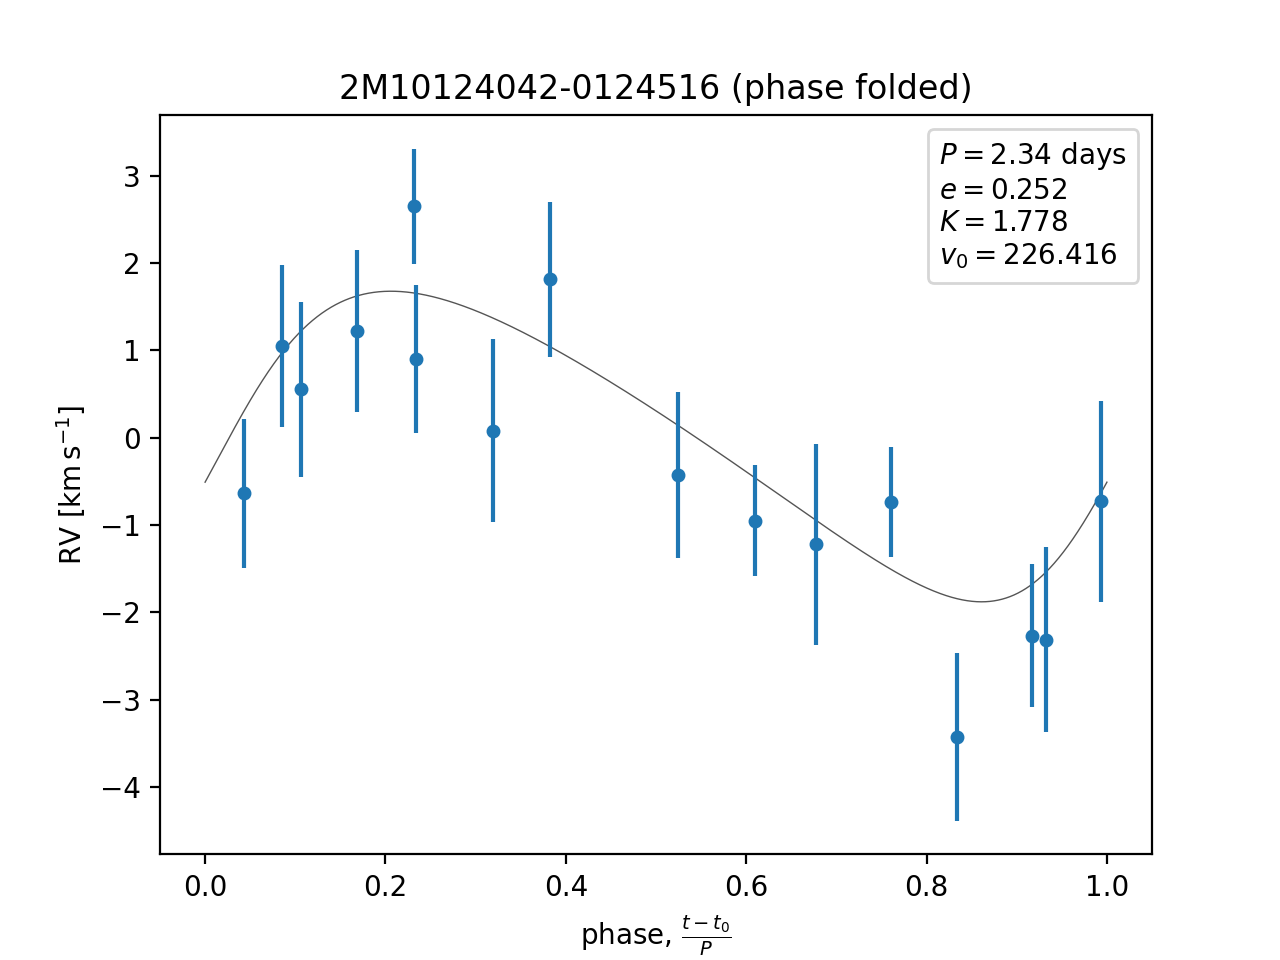 2M10124042-0124516 (phase folded)
P = 2.34 days
e = 0.252
K = 1.778
v₀ = 226.416
RV [km s⁻¹]
3
2
1
0
−1
−2
−3
−4
0.0 0.2 0.4 0.6 0.8 1.0
phase, (t − t₀)/P